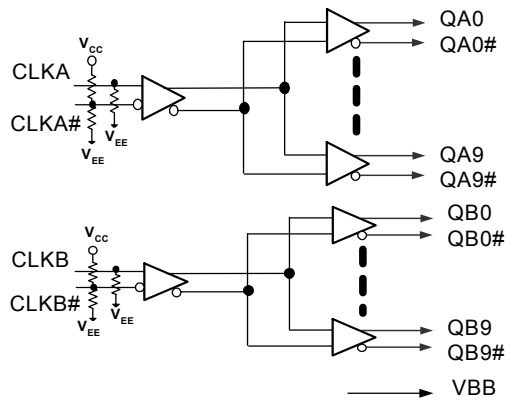 QA0
VCC
QA0#
CLKA
CLKA#
VEE
VEE
QA9
QA9#
VCC
QB0
CLKB
QB0#
CLKB#
VEE
VEE
QB9
QB9#
VBB